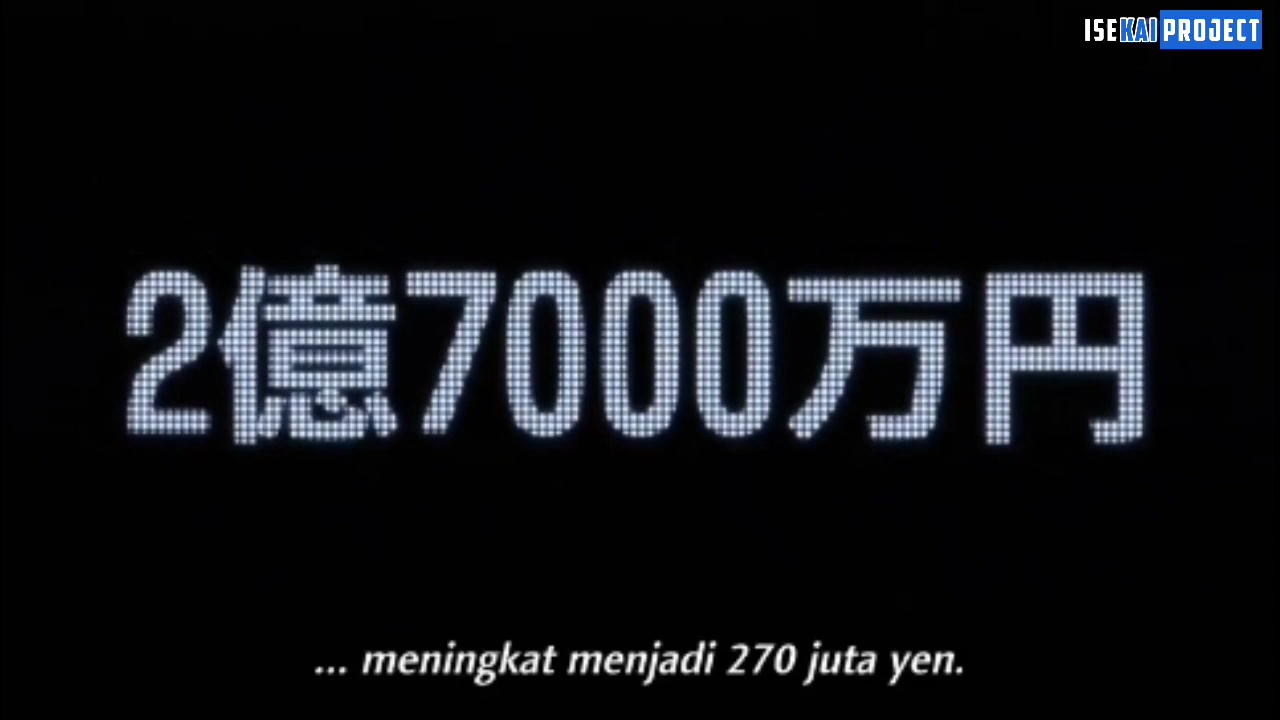 ISEKAI PROJECT
2億7000万円
... meningkat menjadi 270 juta yen.